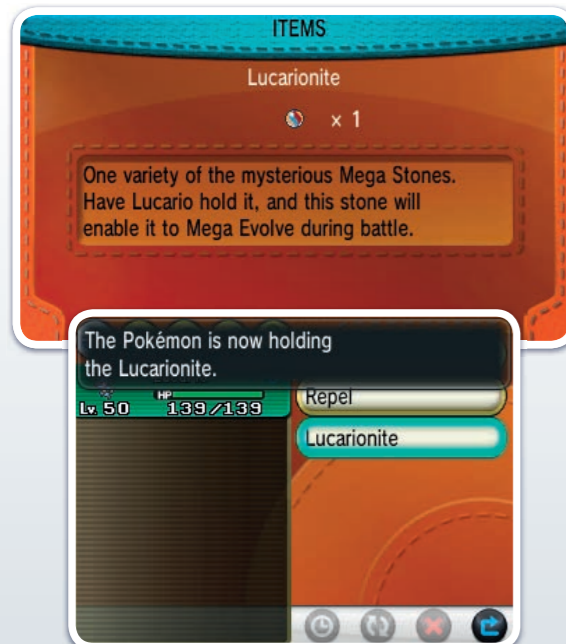 ITEMS
Lucarionite
× 1
One variety of the mysterious Mega Stones.
Have Lucario hold it, and this stone will
enable it to Mega Evolve during battle.
The Pokémon is now holding
the Lucarionite.
HP
Lv. 50 139/139
Repel
Lucarionite